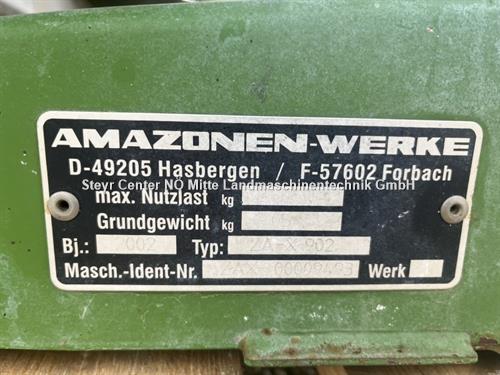 AMAZONEN-WERKE
D-49205 Hasbergen / F-57602 Forbach
Steyr Center NÖ Mitte Landmaschinentechnik GmbH
max. Nutzlast kg
Grundgewicht kg
Bj.: 2002 Typ: ZA-X 902
Masch.-Ident-Nr. Werk